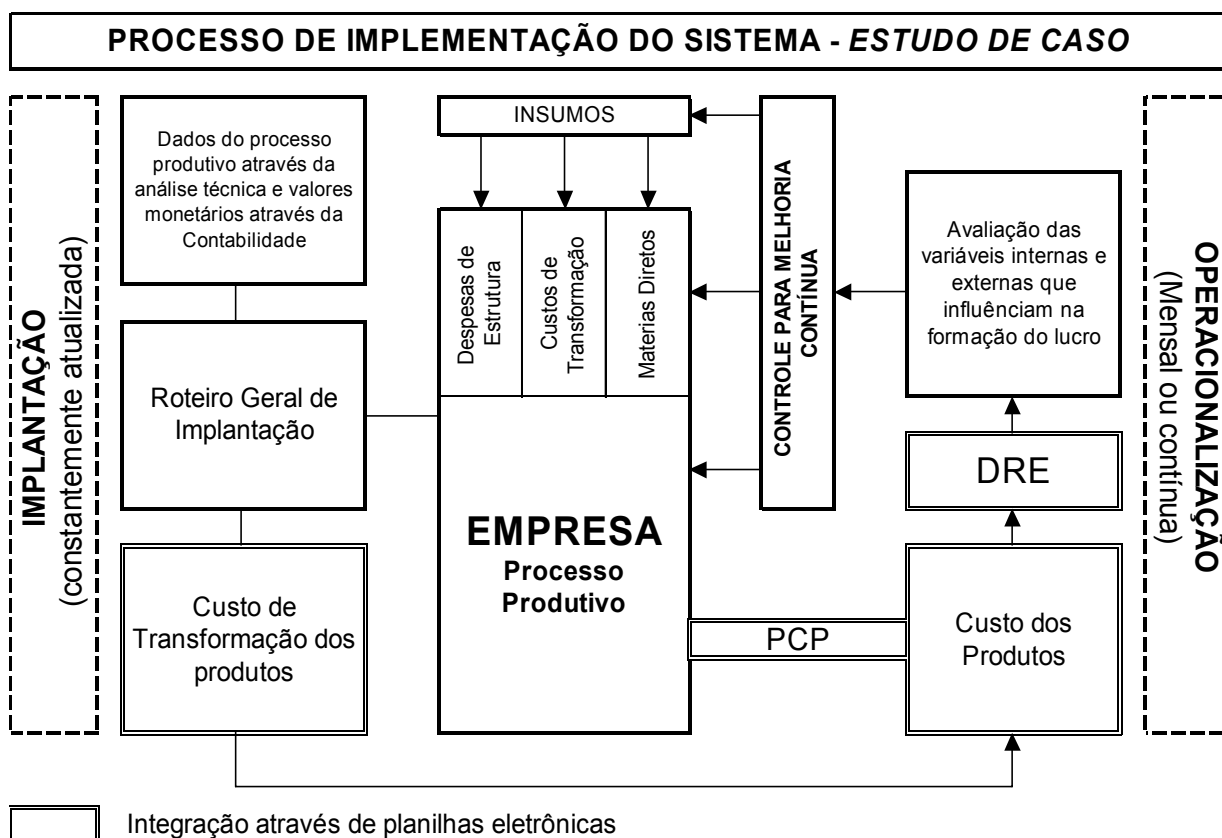 PROCESSO DE IMPLEMENTAÇÃO DO SISTEMA - ESTUDO DE CASO
IMPLANTAÇÃO
(constantemente atualizada)
Dados do processo
produtivo através da
análise técnica e valores
monetários através da
Contabilidade
Roteiro Geral de
Implantação
Custo de
Transformação dos
produtos
INSUMOS
Despesas de
Estrutura
Custos de
Transformação
Materias Diretos
EMPRESA
Processo
Produtivo
PCP
CONTROLE PARA MELHORIA
CONTÍNUA
Avaliação das
variáveis internas e
externas que
influênciam na
formação do lucro
DRE
Custo dos
Produtos
OPERACIONALIZAÇÃO
(Mensal ou contínua)
Integração através de planilhas eletrônicas